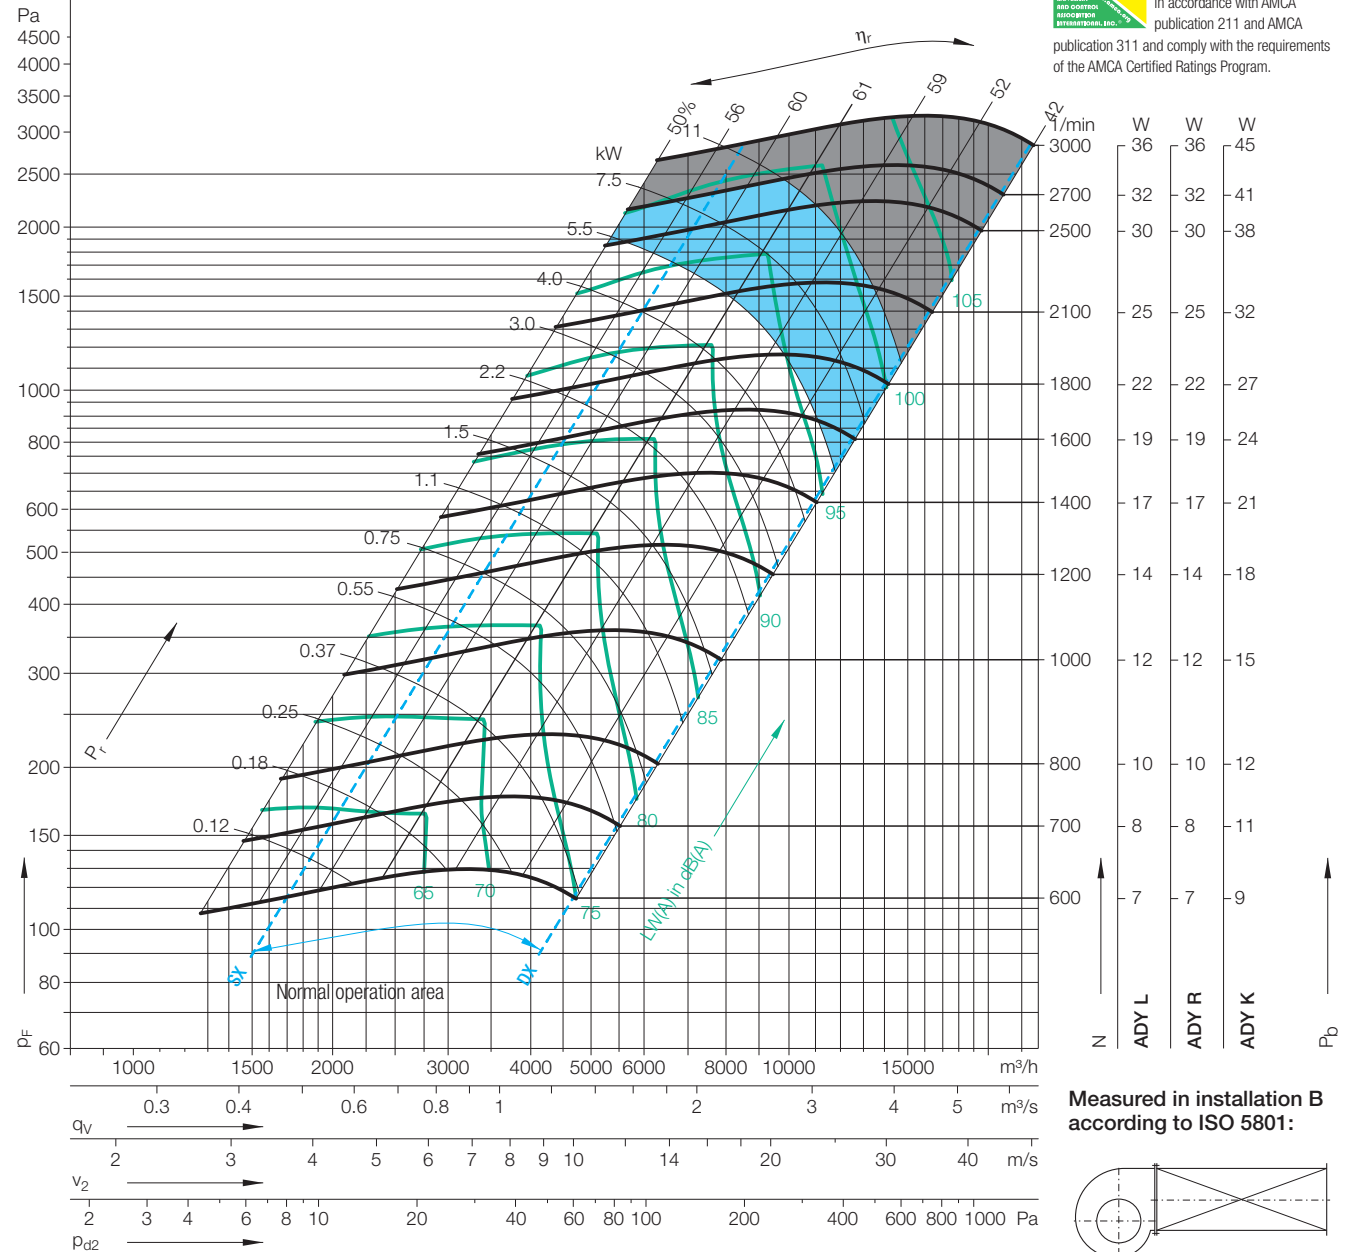 Pa
4500
4000
3500
3000
2500
2000
1500
1000
800
600
500
400
300
200
150
100
80
60
pF
Pr
ηr
50%
56
60
61
59
52
42
kW
11
7.5
5.5
4.0
3.0
2.2
1.5
1.1
0.75
0.55
0.37
0.25
0.18
0.12
105
100
95
90
85
80
75
70
65
LW(A) in dB(A)
SX
DX
Normal operation area
AND CONTROL
ASSOCIATION
INTERNATIONAL, INC.®
in accordance with AMCA
publication 211 and AMCA
publication 311 and comply with the requirements
of the AMCA Certified Ratings Program.
1/min W W W
3000 36 36 45
2700 32 32 41
2500 30 30 38
2100 25 25 32
1800 22 22 27
1600 19 19 24
1400 17 17 21
1200 14 14 18
1000 12 12 15
800 10 10 12
700 8 8 11
600 7 7 9
N
ADY L
ADY R
ADY K
Pb
1000 1500 2000 3000 4000 5000 6000 8000 10000 15000 m³/h
0.3 0.4 0.6 0.8 1 2 3 4 5 m³/s
qV
2 3 4 5 6 7 8 9 10 14 20 30 40 m/s
v2
2 3 4 6 8 10 20 40 60 80 100 200 400 600 800 1000 Pa
pd2
Measured in installation B
according to ISO 5801: